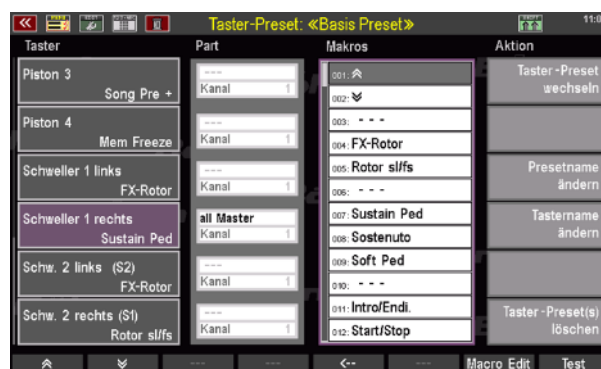 Taster-Preset: «Basis Preset»
11:0
Taster Part Makros Aktion
Piston 3
Song Pre +
---
Kanal 1
Piston 4
Mem Freeze
---
Kanal 1
Schweller 1 links
FX-Rotor
---
Kanal 1
Schweller 1 rechts
Sustain Ped
all Master
Kanal 1
Schw. 2 links (S2)
FX-Rotor
---
Kanal 1
Schw. 2 rechts (S1)
Rotor sl/fs
---
Kanal 1
001:
002:
003: - - -
004: FX-Rotor
005: Rotor sl/fs
006: - - -
007: Sustain Ped
008: Sostenuto
009: Soft Ped
010: - - -
011: Intro/Endi.
012: Start/Stop
Taster-Preset
wechseln
Presetname
ändern
Tastername
ändern
Taster-Preset(s)
löschen
--- --- <-- --- Macro Edit Test